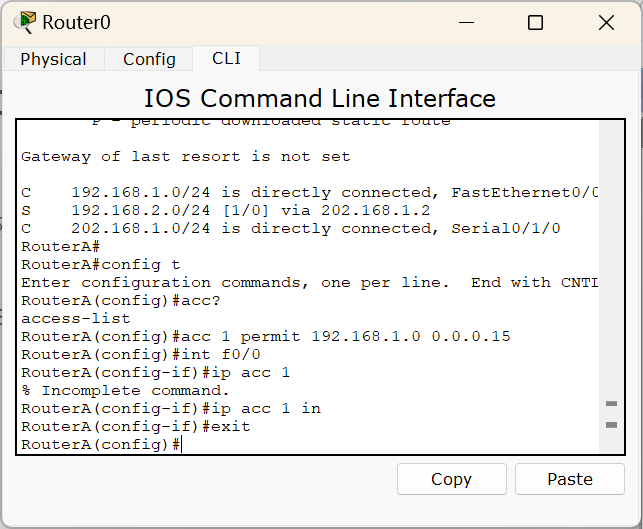 Router0
Physical Config CLI
IOS Command Line Interface
P - periodic downloaded static route
Gateway of last resort is not set
C    192.168.1.0/24 is directly connected, FastEthernet0/0
S    192.168.2.0/24 [1/0] via 202.168.1.2
C    202.168.1.0/24 is directly connected, Serial0/1/0
RouterA#
RouterA#config t
Enter configuration commands, one per line.  End with CNTL
RouterA(config)#acc?
access-list
RouterA(config)#acc 1 permit 192.168.1.0 0.0.0.15
RouterA(config)#int f0/0
RouterA(config-if)#ip acc 1
% Incomplete command.
RouterA(config-if)#ip acc 1 in
RouterA(config-if)#exit
RouterA(config)#
Copy Paste